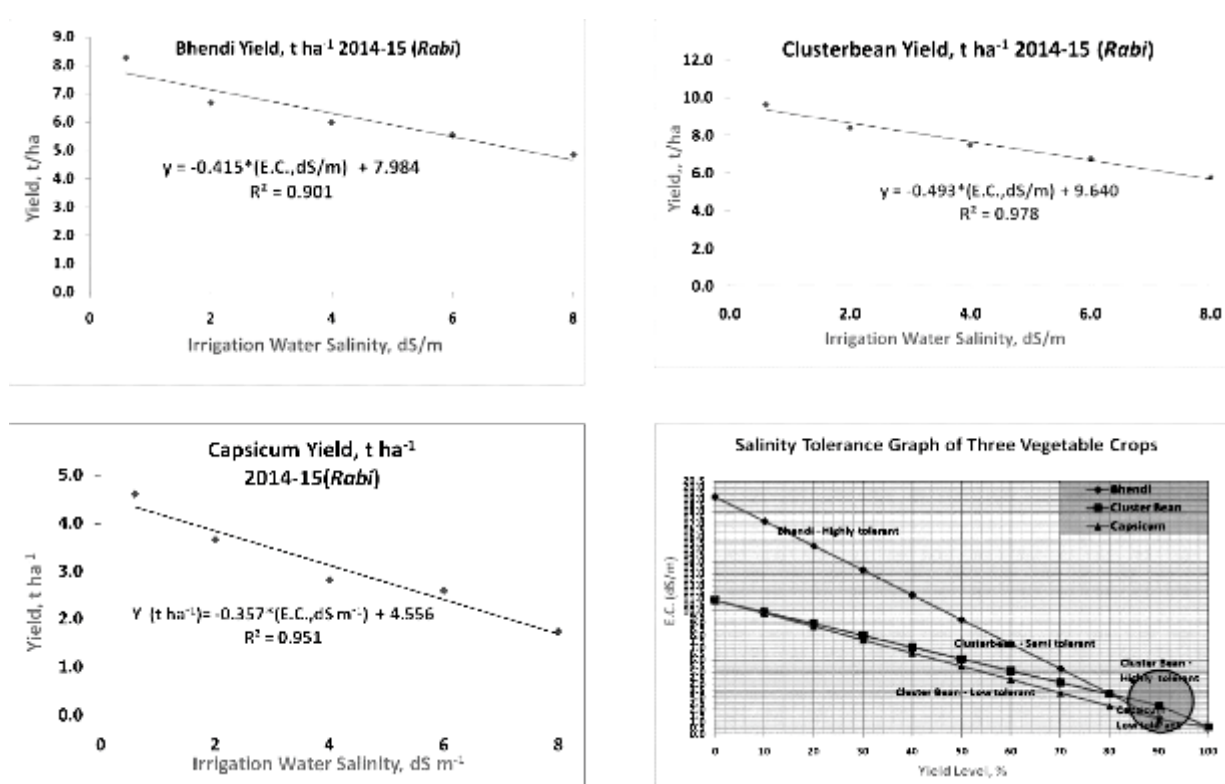 Bhendi Yield, t ha⁻¹ 2014-15 (Rabi)
9.0
8.0
7.0
6.0
5.0
4.0
3.0
2.0
1.0
0.0
Yield, t/ha
y = -0.415*(E.C.,dS/m) + 7.984
R² = 0.901
0 2 4 6 8
Irrigation Water Salinity, dS/m
Clusterbean Yield, t ha⁻¹ 2014-15 (Rabi)
12.0
10.0
8.0
6.0
4.0
2.0
0.0
Yield,, t/ha
y = -0.493*(E.C.,dS/m) + 9.640
R² = 0.978
0.0 2.0 4.0 6.0 8.0
Irrigation Water Salinity, dS/m
Capsicum Yield, t ha⁻¹
2014-15(Rabi)
5.0
4.0
3.0
2.0
1.0
0.0
Yield, t ha⁻¹
Y (t ha⁻¹)= -0.357*(E.C.,dS m⁻¹) + 4.556
R² = 0.951
0 2 4 6 8
Irrigation Water Salinity, dS m⁻¹
Salinity Tolerance Graph of Three Vegetable Crops
Bhendi
Cluster Bean
Capsicum
E.C. (dS/m)
Bhendi - Highly tolerant
Clusterbean - Semi tolerant
Cluster Bean -
Highly tolerant
Cluster Bean - Low tolerant
Capsicum
Low tolerant
0 10 20 30 40 50 60 70 80 90 100
Yield Level, %